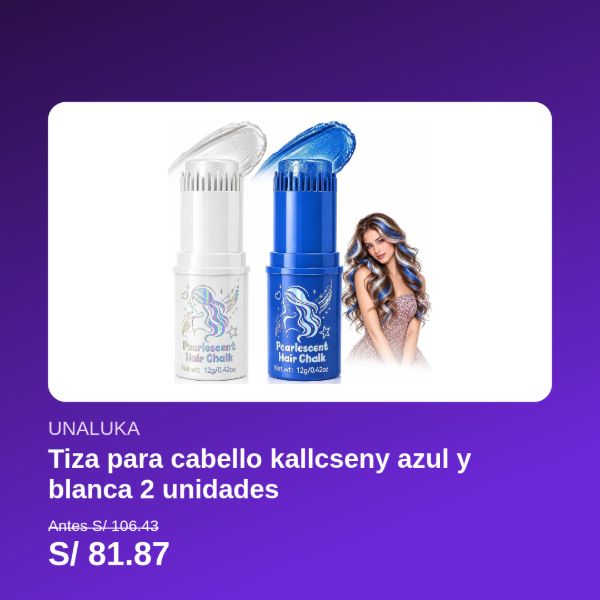 Pearlescent
Hair Chalk
Net wt: 12g/0.42oz
Pearlescent
Hair Chalk
Net wt: 12g/0.42oz
UNALUKA
Tiza para cabello kallcseny azul y
blanca 2 unidades
Antes S/ 106.43
S/ 81.87